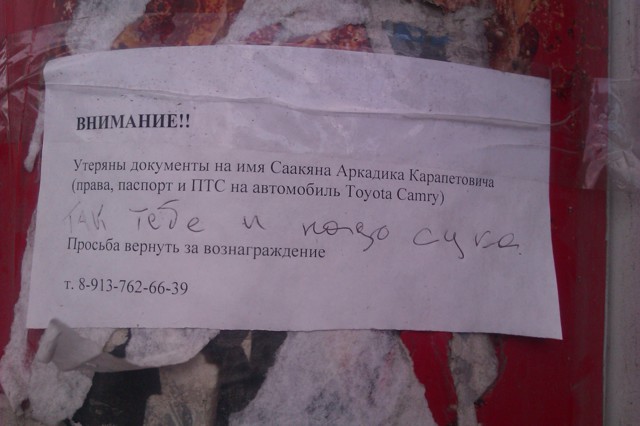 ВНИМАНИЕ!!
Утеряны документы на имя Саакяна Аркадика Карапетовича
(права, паспорт и ПТС на автомобиль Toyota Camry)
так тебе и надо сука
Просьба вернуть за вознаграждение
т. 8-913-762-66-39